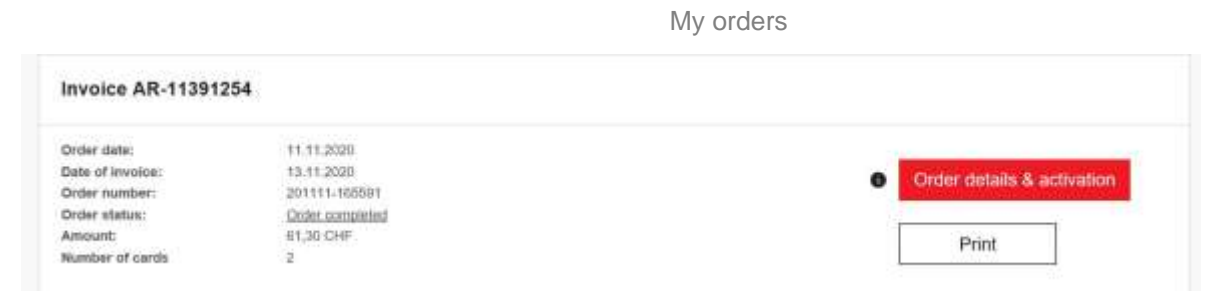 My orders
Invoice AR-11391254
Order date: 11.11.2020
Date of invoice: 13.11.2020
Order number: 201111-165591
Order status: Order completed
Amount: 61,30 CHF
Number of cards 2
Order details & activation
Print